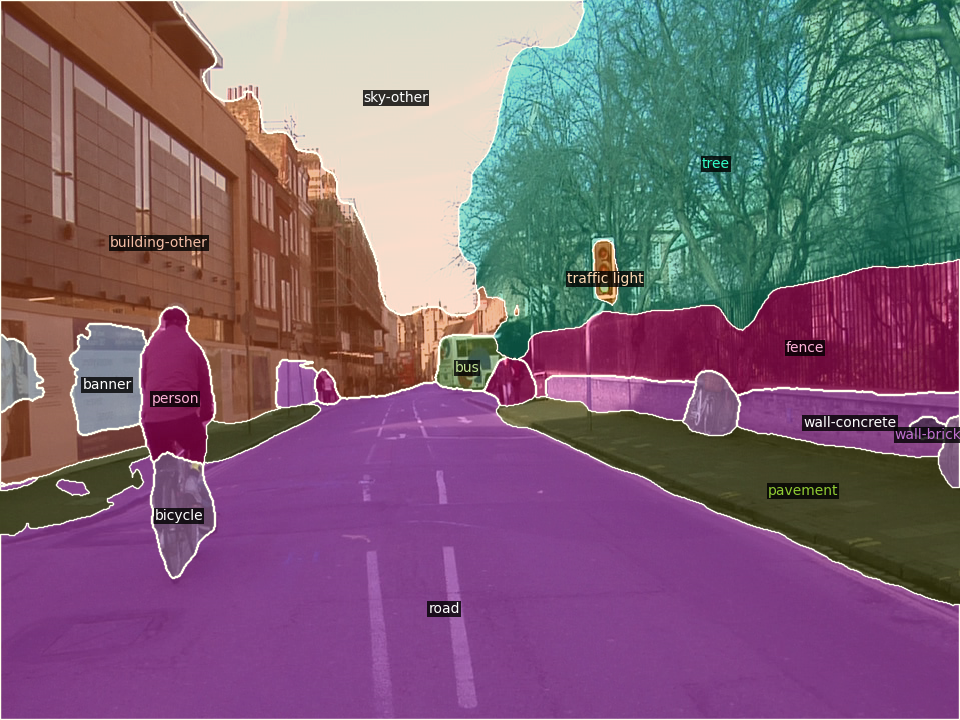 sky-other
tree
building-other
traffic light
fence
bus
banner
person
wall-concrete
wall-brick
pavement
bicycle
road